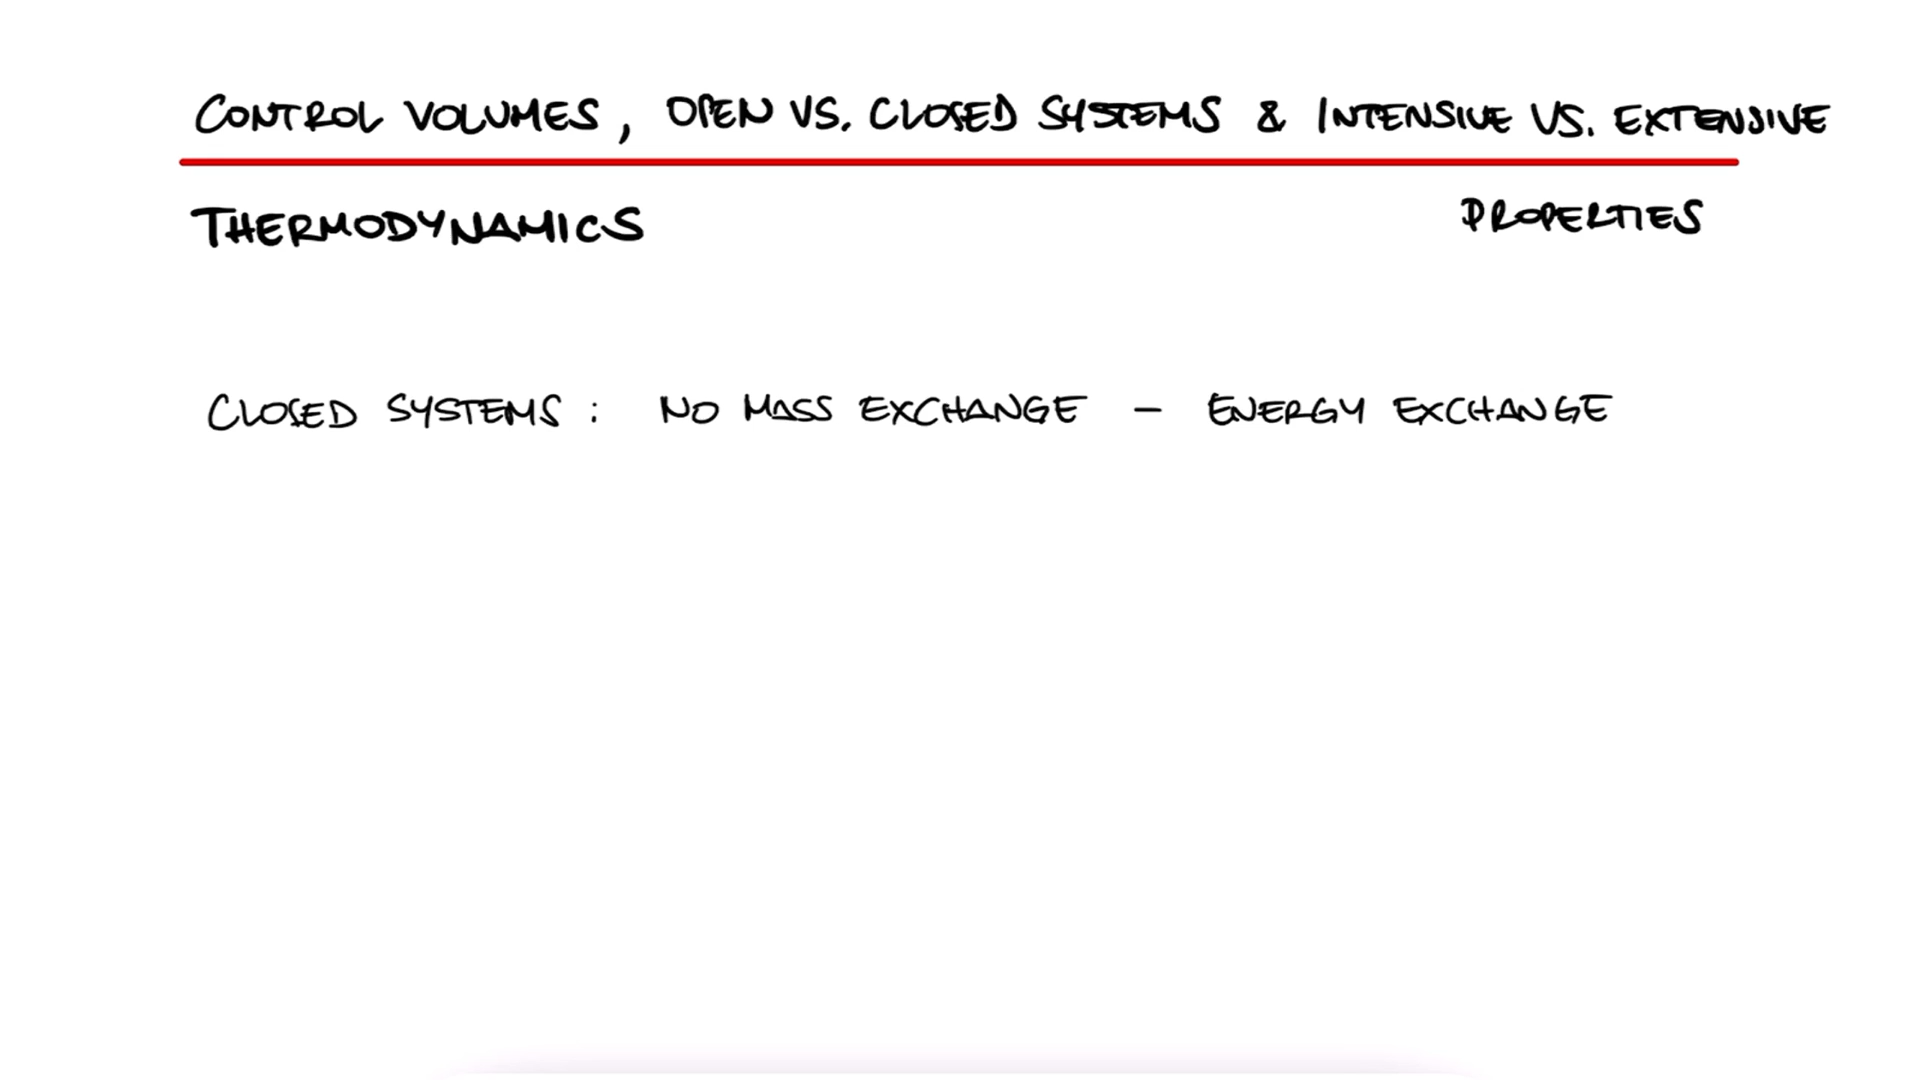 CONTROL VOLUMES, OPEN VS. CLOSED SYSTEMS & INTENSIVE VS. EXTENSIVE
PROPERTIES
THERMODYNAMICS
CLOSED SYSTEMS : NO MASS EXCHANGE – ENERGY EXCHANGE